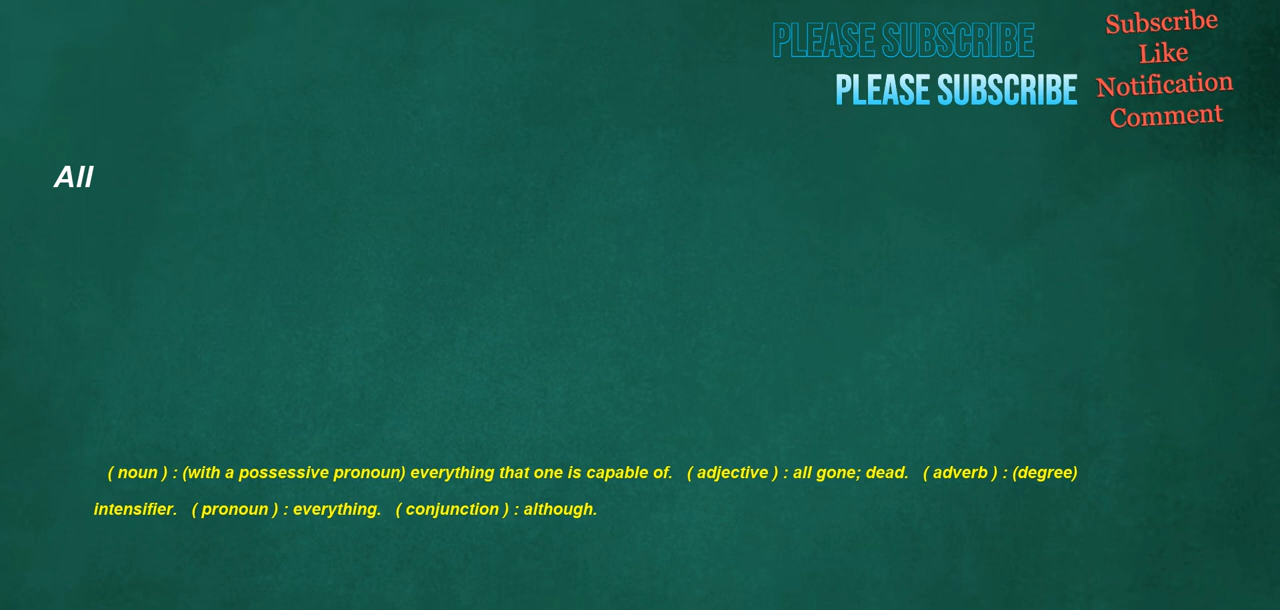 PLEASE SUBSCRIBE
PLEASE SUBSCRIBE
Subscribe
Like
Notification
Comment
All
( noun ) : (with a possessive pronoun) everything that one is capable of. ( adjective ) : all gone; dead. ( adverb ) : (degree)
intensifier. ( pronoun ) : everything. ( conjunction ) : although.